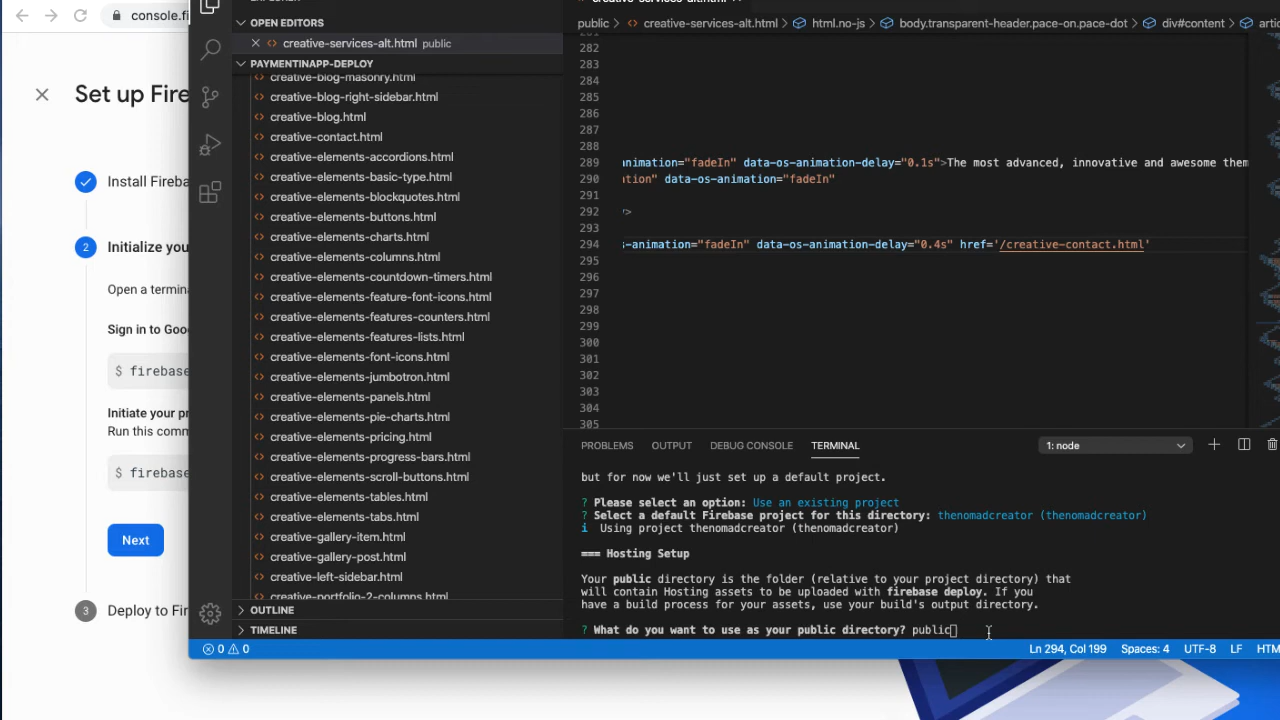 console.fi
Set up Fire
Install Fireba
2
Initialize you
Open a termina
Sign in to Goo
$ firebase
Initiate your pr
Run this comm
$ firebase
Next
3
Deploy to Fir
OPEN EDITORS
creative-services-alt.html public
PAYMENTINAPP-DEPLOY
creative-blog-masonry.html
creative-blog-right-sidebar.html
creative-blog.html
creative-contact.html
creative-elements-accordions.html
creative-elements-basic-type.html
creative-elements-blockquotes.html
creative-elements-buttons.html
creative-elements-charts.html
creative-elements-columns.html
creative-elements-countdown-timers.html
creative-elements-feature-font-icons.html
creative-elements-features-counters.html
creative-elements-features-lists.html
creative-elements-font-icons.html
creative-elements-jumbotron.html
creative-elements-panels.html
creative-elements-pie-charts.html
creative-elements-pricing.html
creative-elements-progress-bars.html
creative-elements-scroll-buttons.html
creative-elements-tables.html
creative-elements-tabs.html
creative-gallery-item.html
creative-gallery-post.html
creative-left-sidebar.html
creative-portfolio-2-columns.html
OUTLINE
TIMELINE
public > creative-services-alt.html > html.no-js > body.transparent-header.pace-on.pace-dot > div#content > artic
282
283
284
285
286
287
288
289 animation="fadeIn" data-os-animation-delay="0.1s">The most advanced, innovative and awesome them
290 ation" data-os-animation="fadeIn"
291
292 />
293
294 s-animation="fadeIn" data-os-animation-delay="0.4s" href='/creative-contact.html'
295
296
297
298
299
300
301
302
303
304
305
PROBLEMS OUTPUT DEBUG CONSOLE TERMINAL 1: node
but for now we'll just set up a default project.
? Please select an option: Use an existing project
? Select a default Firebase project for this directory: thenomadcreator (thenomadcreator)
i Using project thenomadcreator (thenomadcreator)
=== Hosting Setup
Your public directory is the folder (relative to your project directory) that
will contain Hosting assets to be uploaded with firebase deploy. If you
have a build process for your assets, use your build's output directory.
? What do you want to use as your public directory? public
0 0 Ln 294, Col 199 Spaces: 4 UTF-8 LF HTM